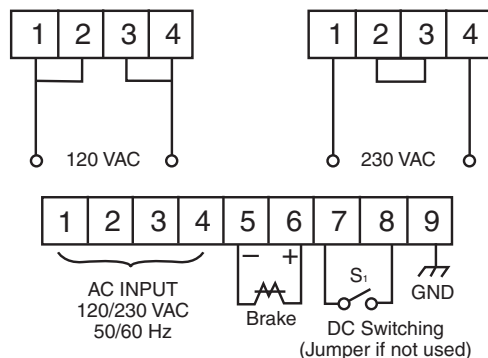 1 2 3 4
120 VAC
1 2 3 4
230 VAC
1 2 3 4 5 6 7 8 9
− +
S1
GND
AC INPUT
120/230 VAC
50/60 Hz
Brake
DC Switching
(Jumper if not used)